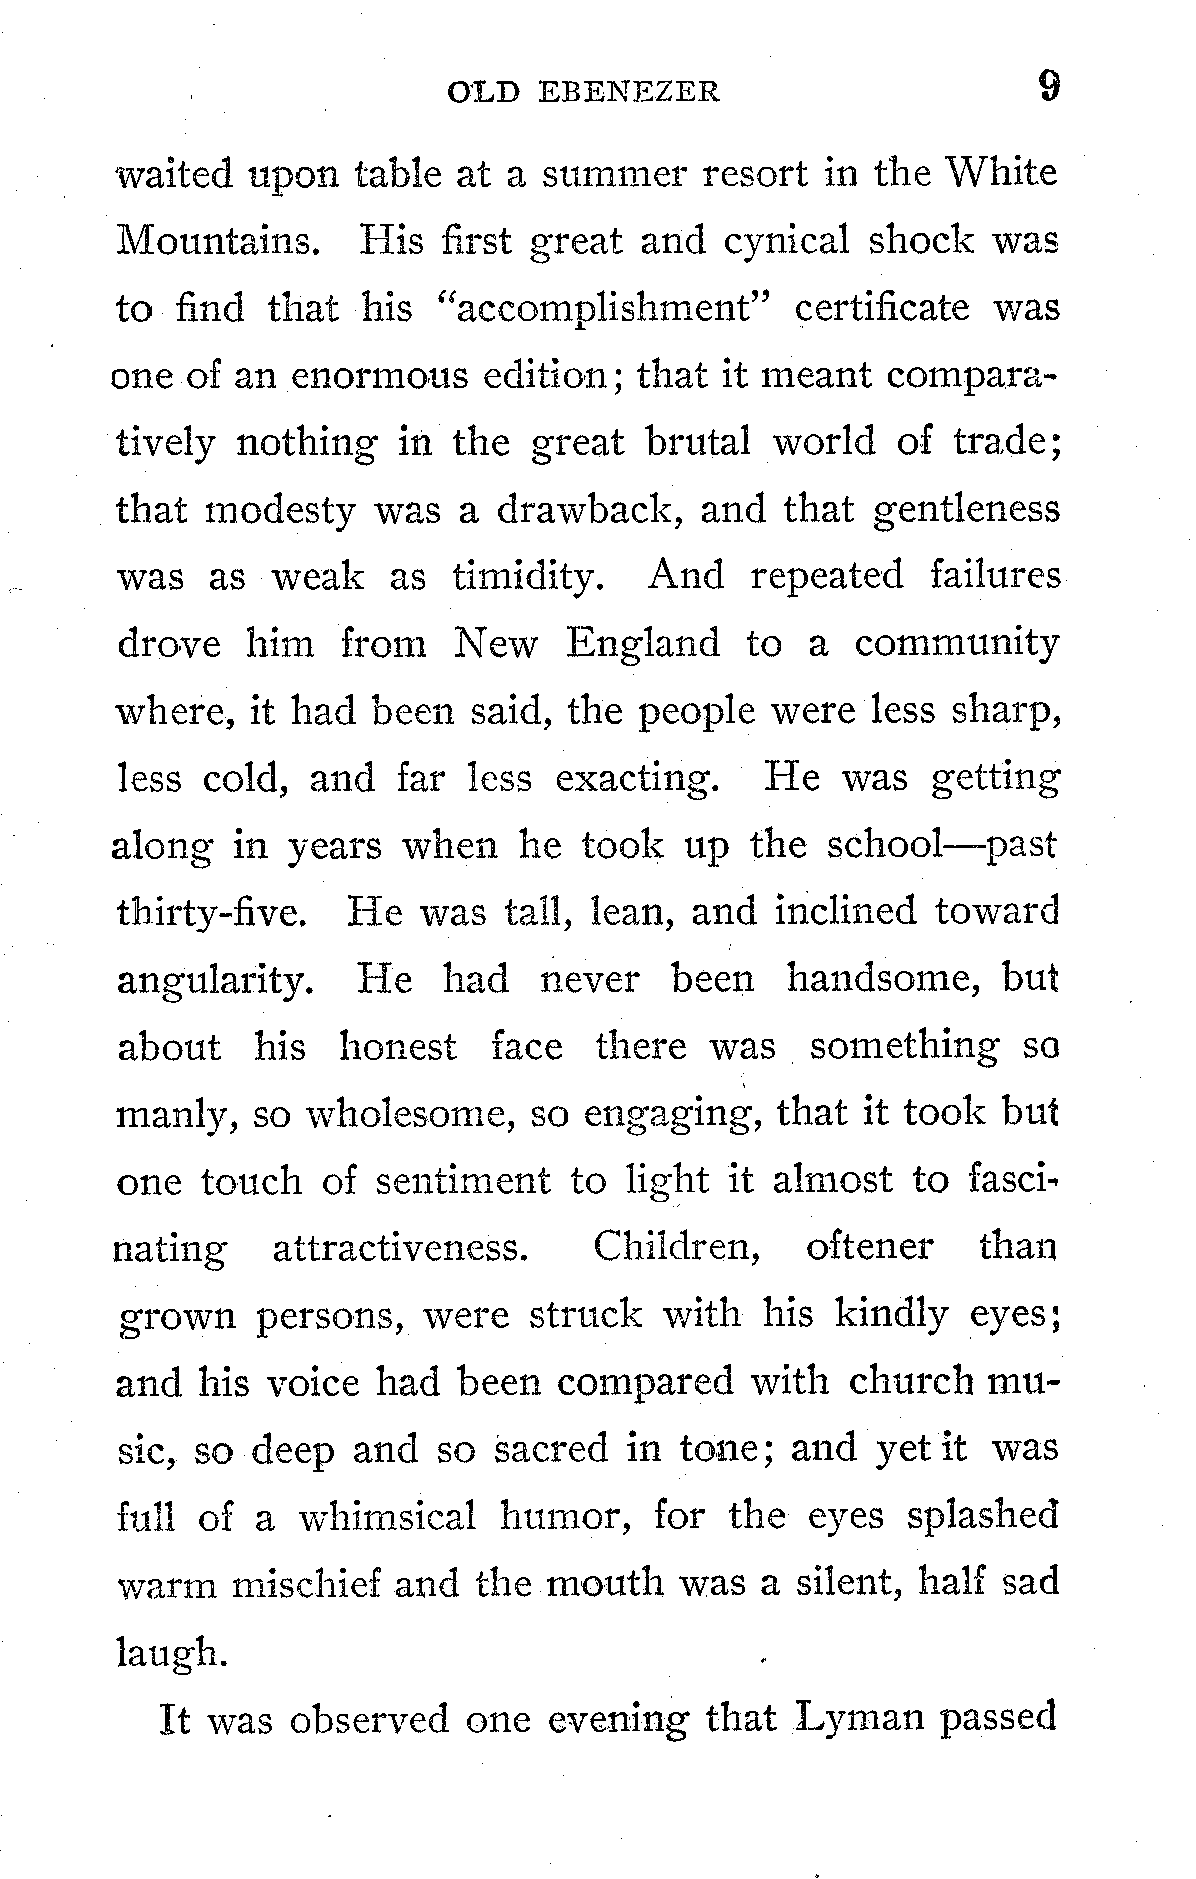 OLD EBENEZER 9
waited upon table at a summer resort in the White
Mountains. His first great and cynical shock was
to find that his “accomplishment” certificate was
one of an enormous edition; that it meant compara-
tively nothing in the great brutal world of trade;
that modesty was a drawback, and that gentleness
was as weak as timidity. And repeated failures
drove him from New England to a community
where, it had been said, the people were less sharp,
less cold, and far less exacting. He was getting
along in years when he took up the school—past
thirty-five. He was tall, lean, and inclined toward
angularity. He had never been handsome, but
about his honest face there was something so
manly, so wholesome, so engaging, that it took but
one touch of sentiment to light it almost to fasci-
nating attractiveness. Children, oftener than
grown persons, were struck with his kindly eyes;
and his voice had been compared with church mu-
sic, so deep and so sacred in tone; and yet it was
full of a whimsical humor, for the eyes splashed
warm mischief and the mouth was a silent, half sad
laugh.
It was observed one evening that Lyman passed